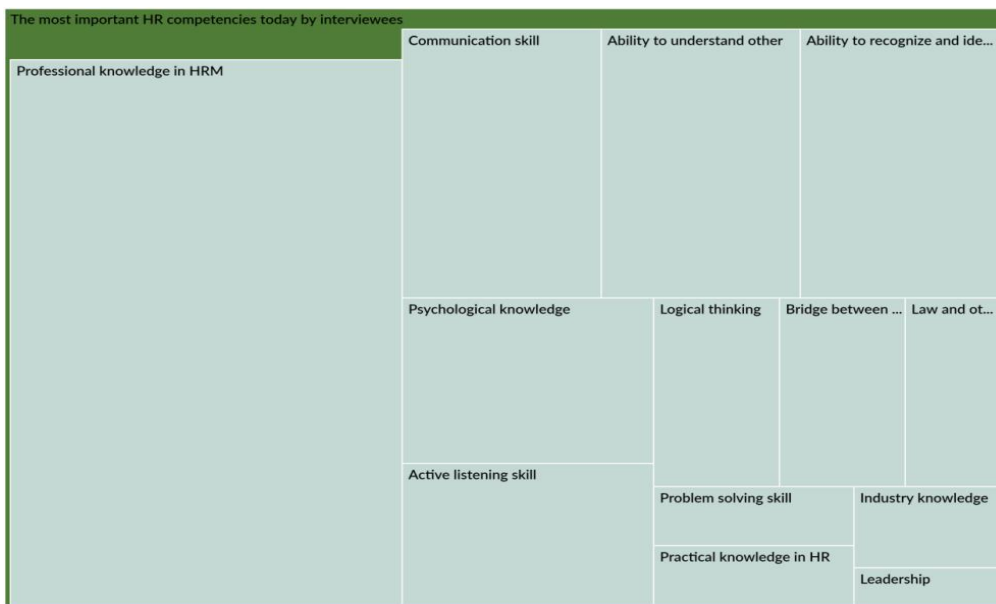 The most important HR competencies today by interviewees
Professional knowledge in HRM
Communication skill
Ability to understand other
Ability to recognize and ide...
Psychological knowledge
Logical thinking
Bridge between ...
Law and ot...
Active listening skill
Problem solving skill
Industry knowledge
Practical knowledge in HR
Leadership